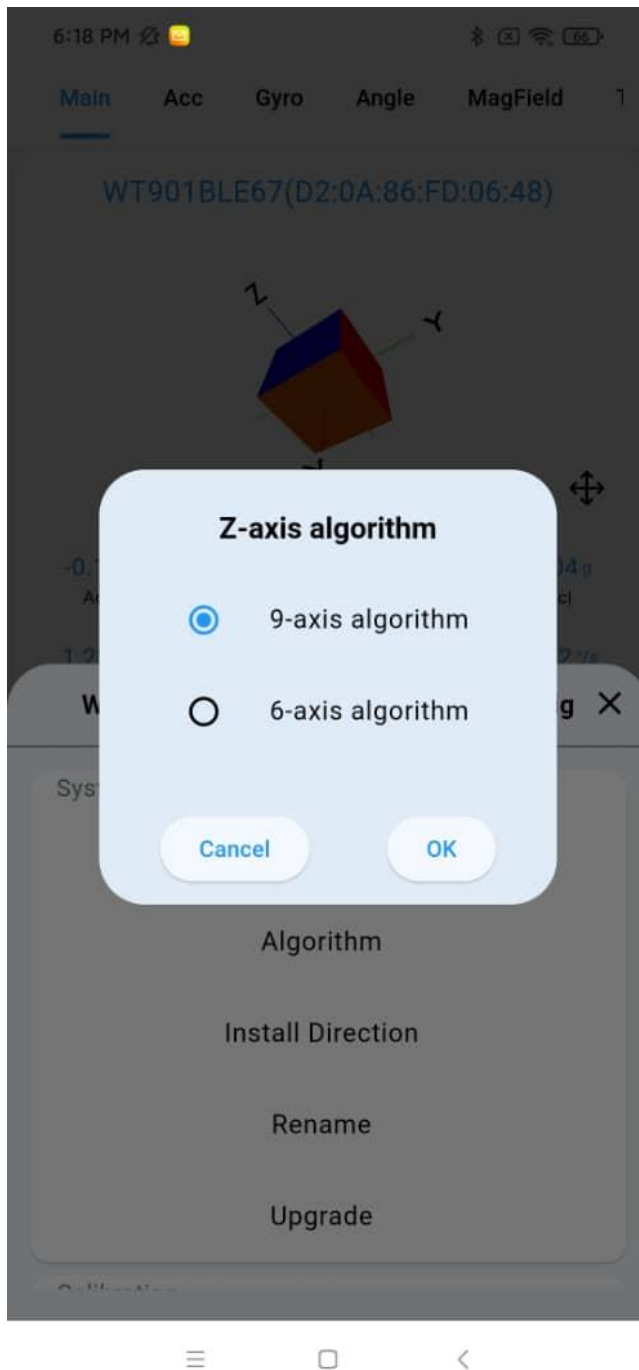 6:18 PM 66
Main Acc Gyro Angle MagField T
WT901BLE67(D2:0A:86:FD:06:48)
Z
Y
Z-axis algorithm
9-axis algorithm
6-axis algorithm
Cancel OK
Algorithm
Install Direction
Rename
Upgrade